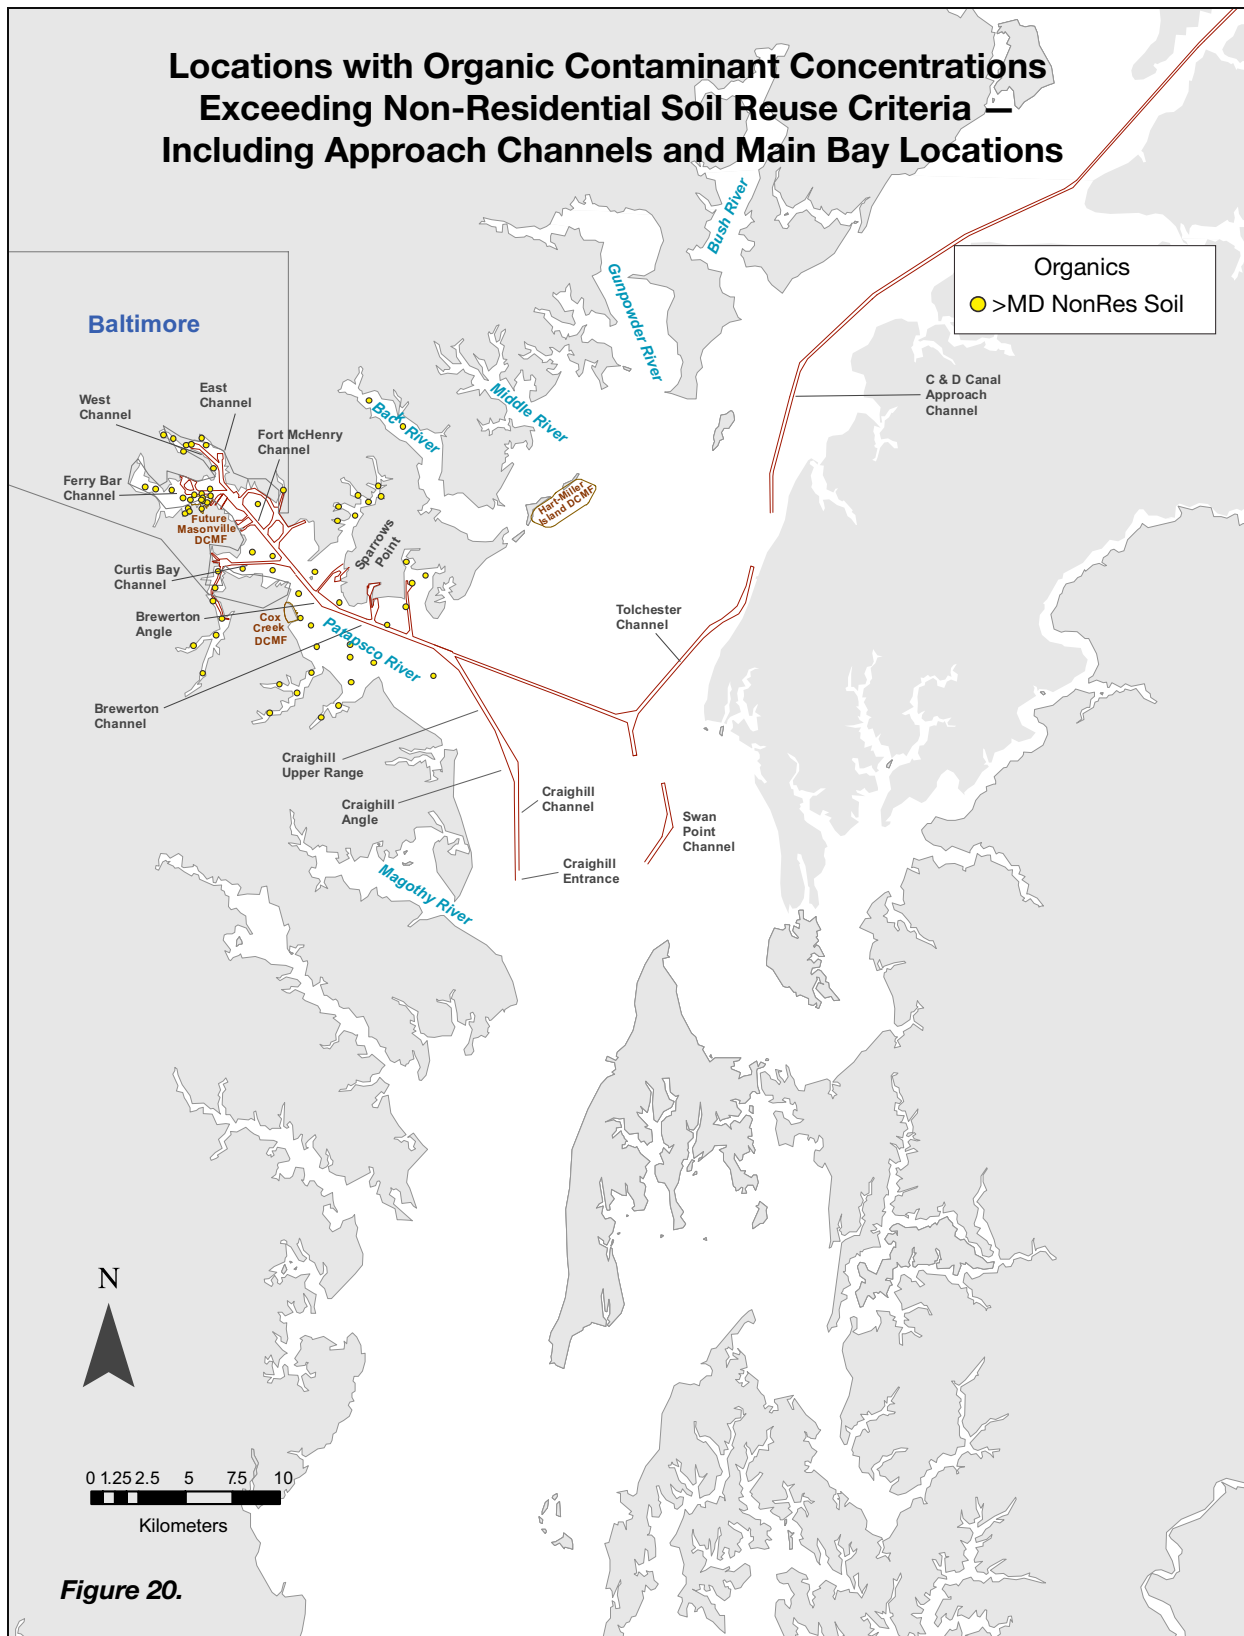 Locations with Organic Contaminant Concentrations
Exceeding Non-Residential Soil Reuse Criteria —
Including Approach Channels and Main Bay Locations
Bush River
Gunpowder River
Organics
>MD NonRes Soil
Baltimore
C & D Canal
Approach
Channel
East
Channel
West
Channel
Middle River
Back River
Fort McHenry
Channel
Ferry Bar
Channel
Hart-Miller
Island DCMF
Future
Masonville
DCMF
Sparrows
Point
Curtis Bay
Channel
Brewerton
Angle
Cox
Creek
DCMF
Tolchester
Channel
Patapsco River
Brewerton
Channel
Craighill
Upper Range
Craighill
Angle
Craighill
Channel
Swan
Point
Channel
Craighill
Entrance
Magothy River
N
0 1.25 2.5 5 7.5 10
Kilometers
Figure 20.